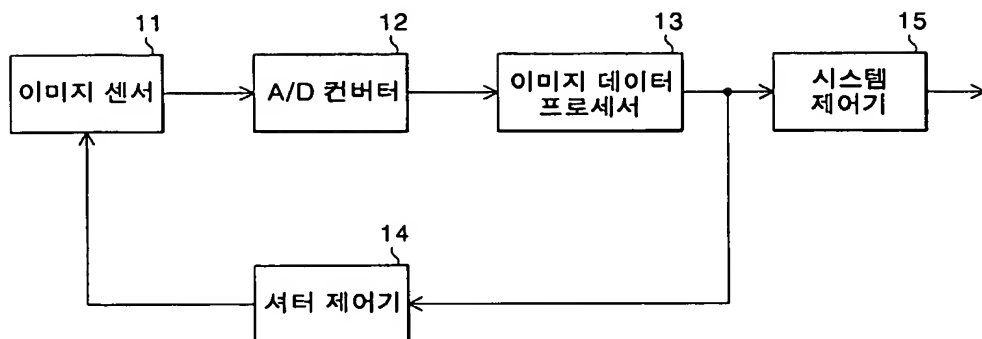 11
이미지 센서
12
A/D 컨버터
13
이미지 데이터
프로세서
15
시스템
제어기
14
셔터 제어기